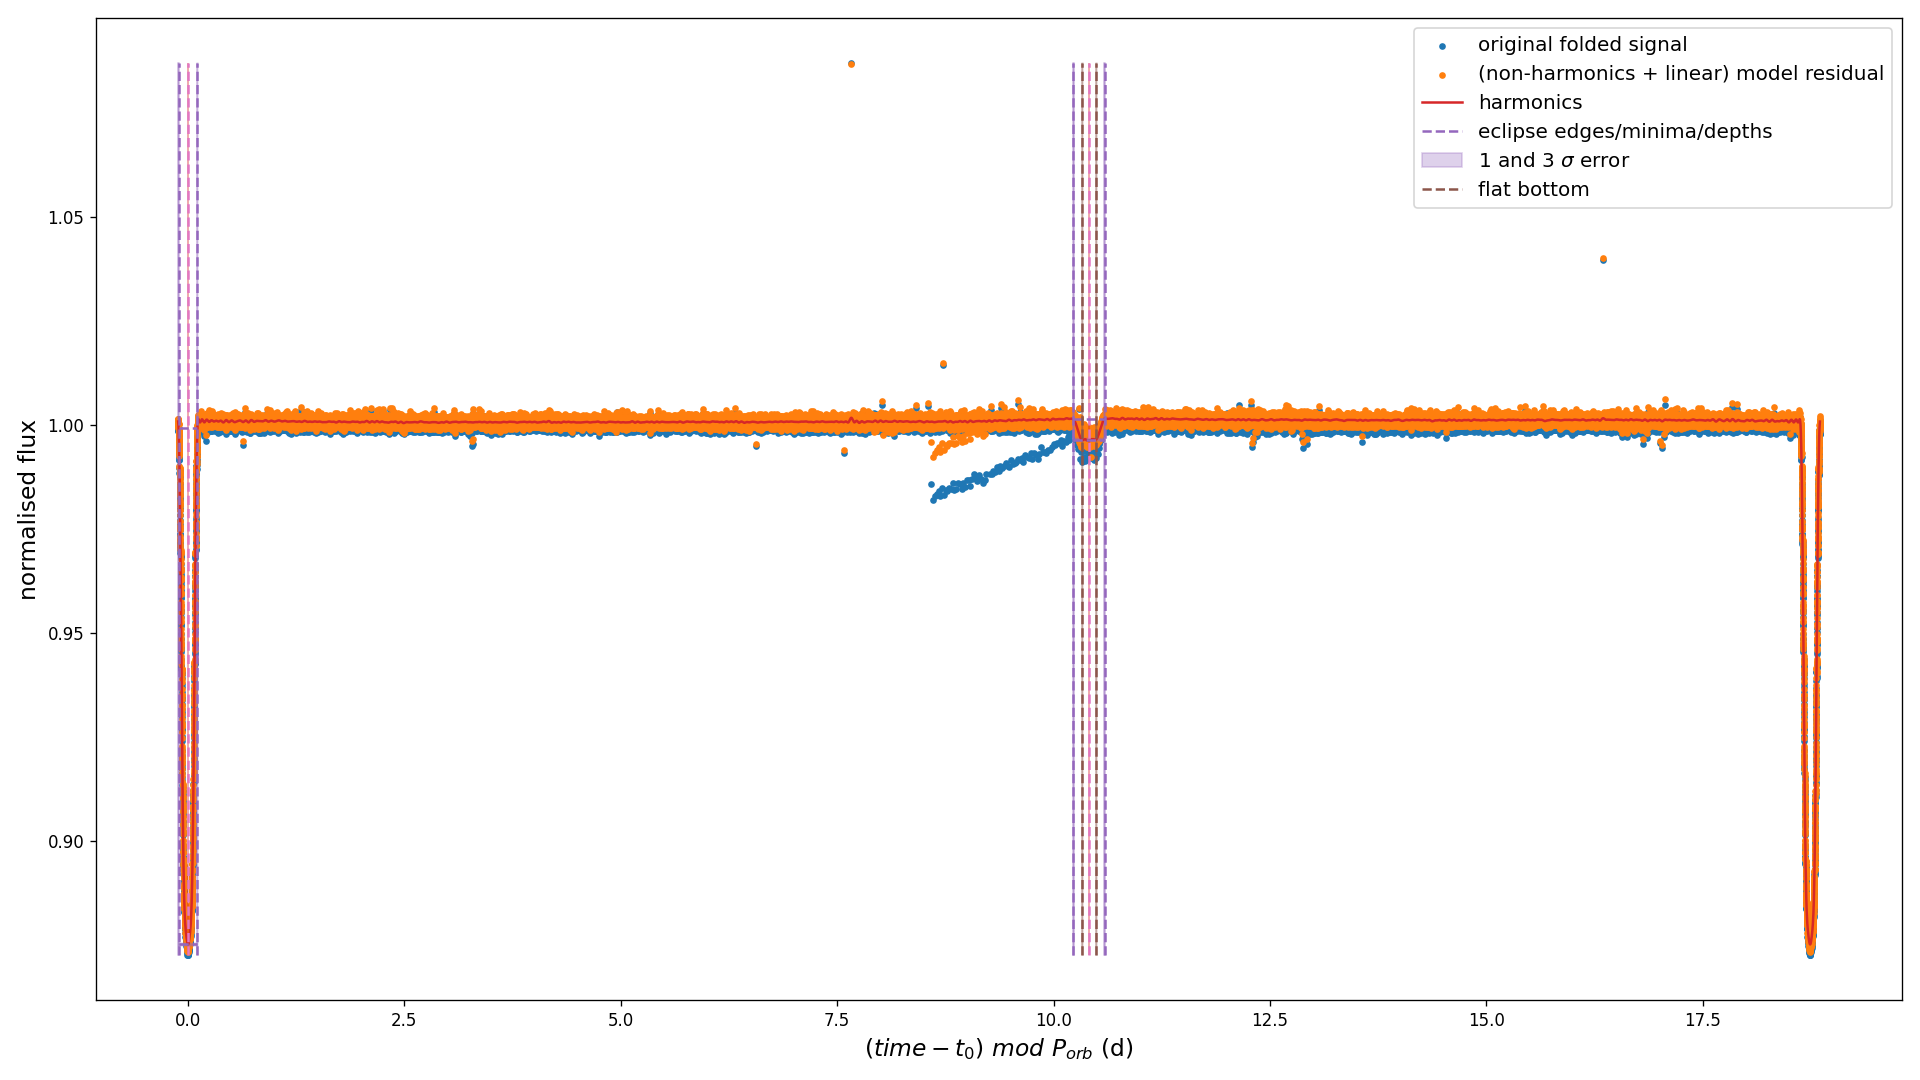 original folded signal
(non-harmonics + linear) model residual
harmonics
eclipse edges/minima/depths
1 and 3 σ error
flat bottom
normalised flux
1.05
1.00
0.95
0.90
0.0 2.5 5.0 7.5 10.0 12.5 15.0 17.5
(time − t₀) mod P_orb (d)